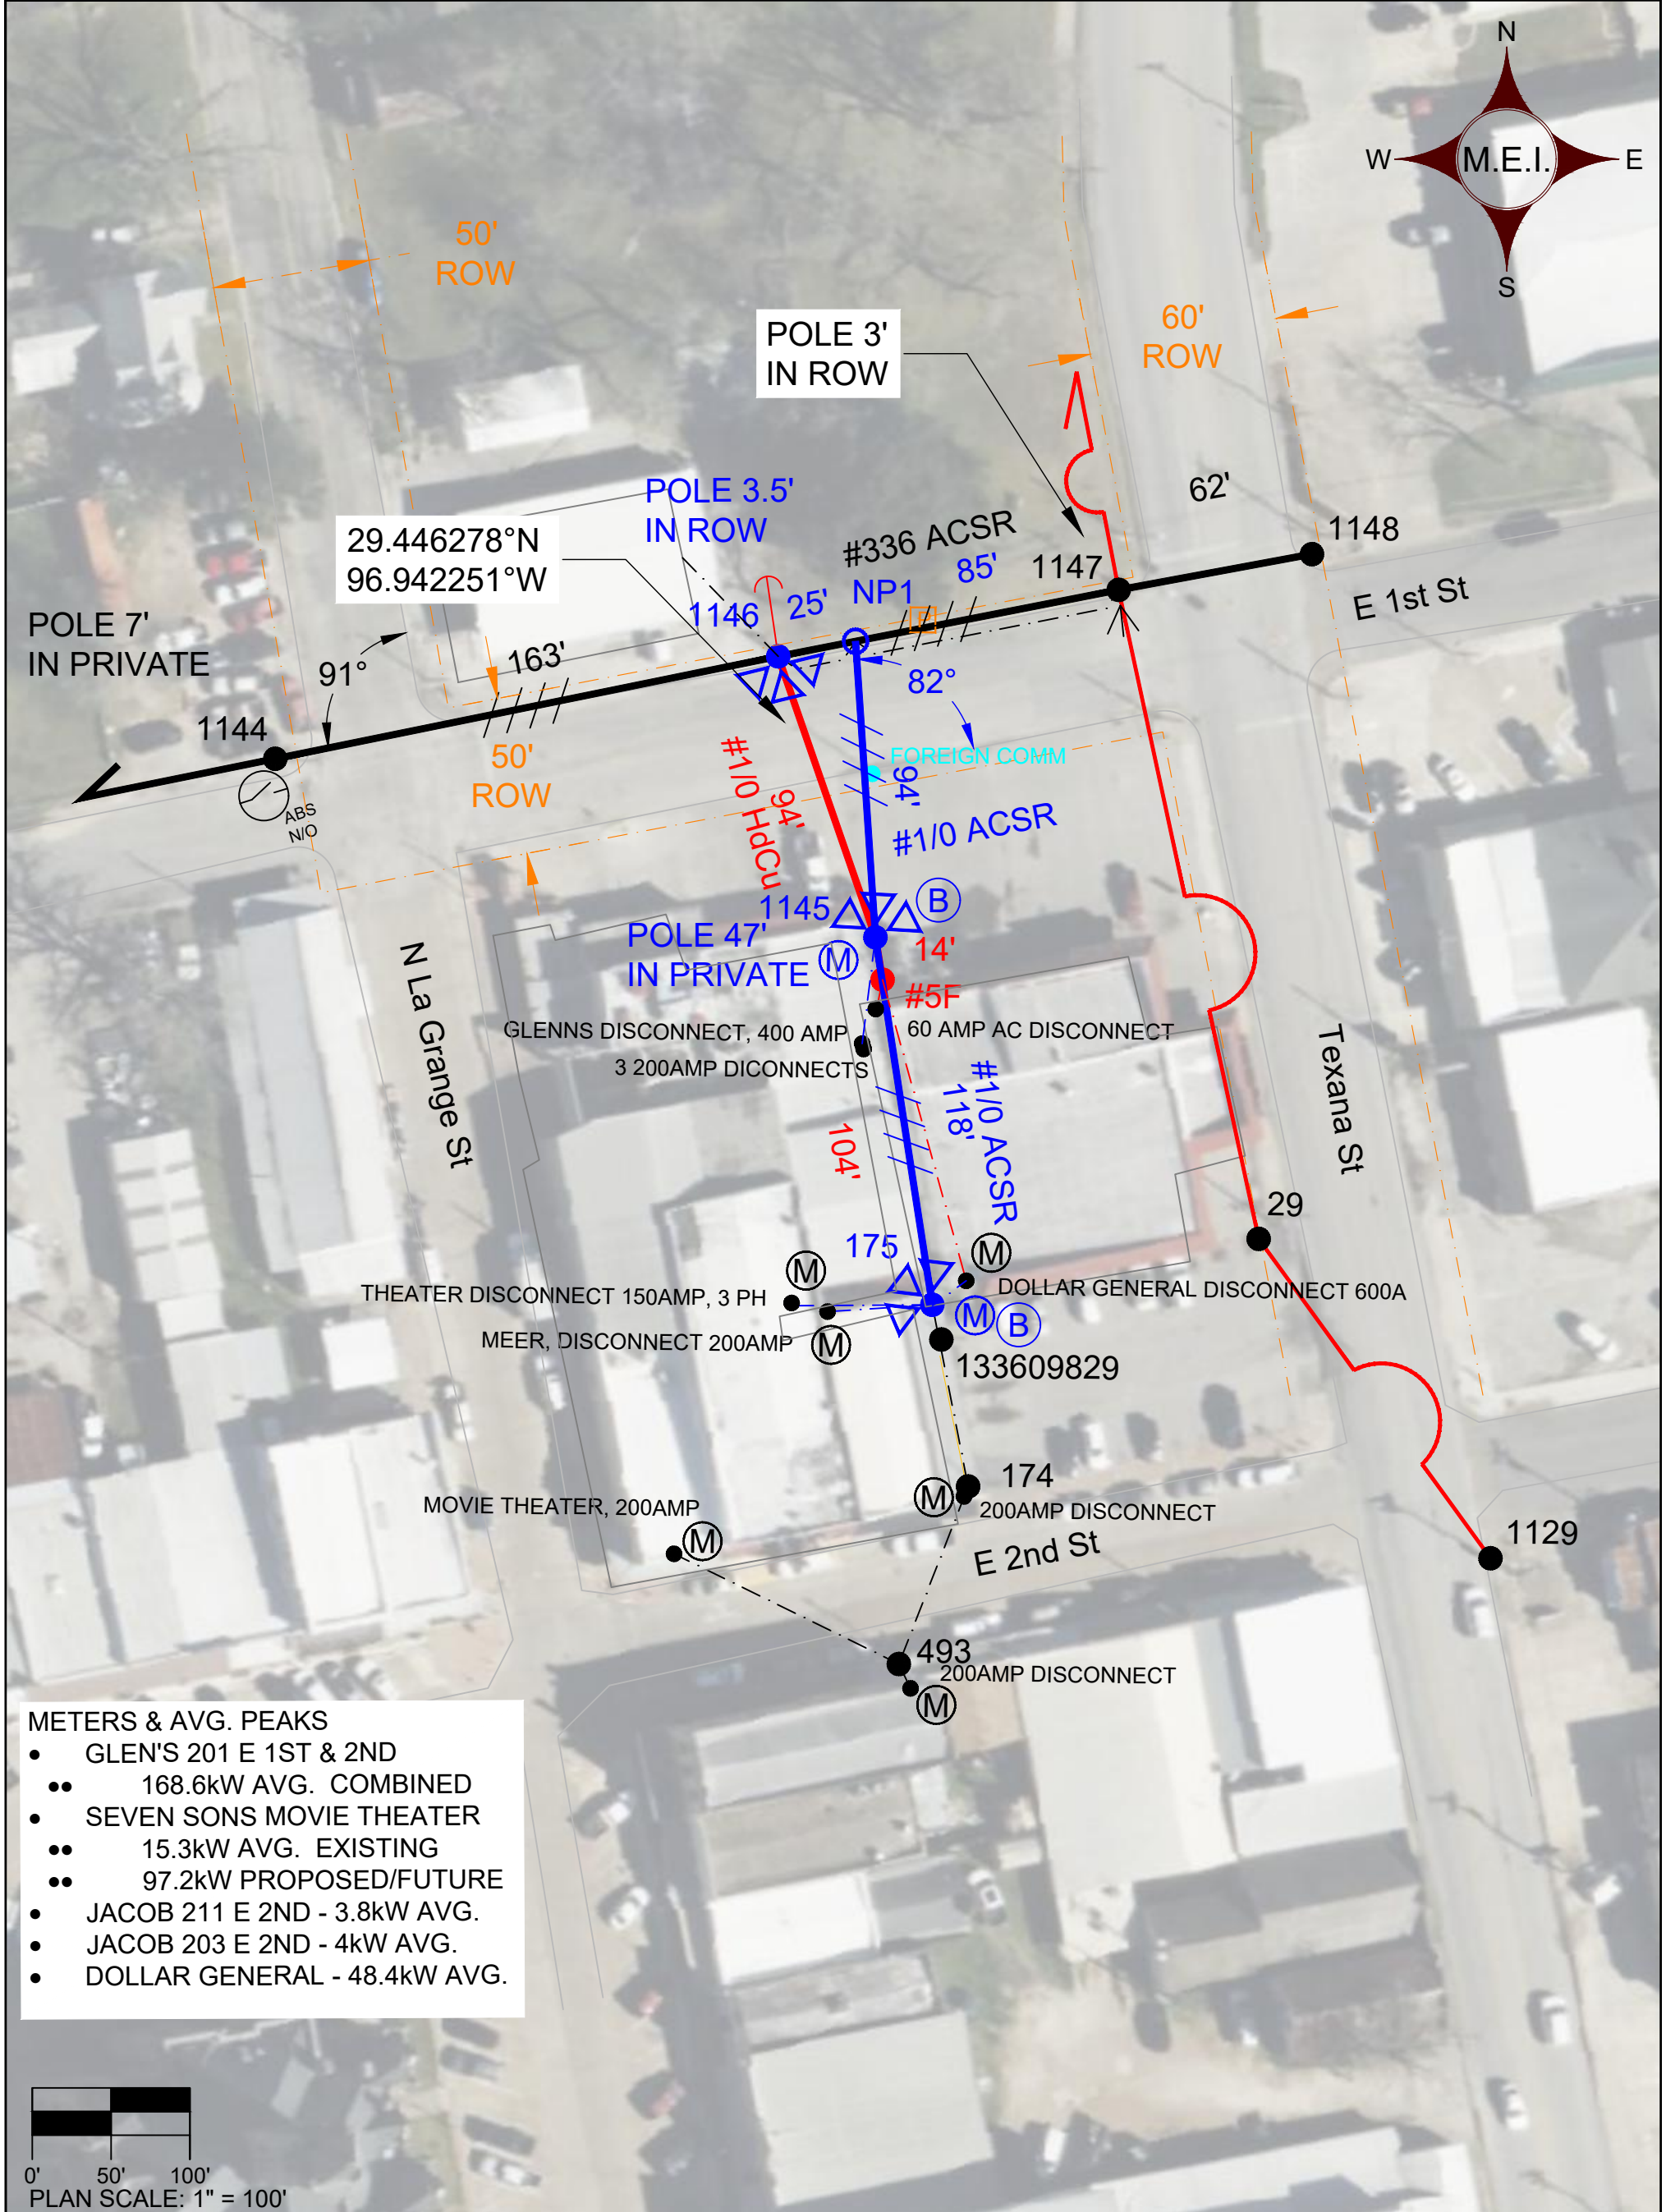 N
W
M.E.I.
E
S
50'
ROW
60'
ROW
POLE 3'
IN ROW
62'
POLE 3.5'
IN ROW
#336 ACSR
1148
29.446278°N
96.942251°W
1147
85'
NP1
25'
1146
E 1st St
POLE 7'
IN PRIVATE
91°
163'
82°
1144
50'
ROW
ABS
N/O
FOREIGN COMM
94'
#1/0 HdCu
94'
#1/0 ACSR
1145
B
POLE 47'
IN PRIVATE
M
14'
#5F
N La Grange St
GLENNS DISCONNECT, 400 AMP
60 AMP AC DISCONNECT
3 200AMP DICONNECTS
#1/0 ACSR
118'
104'
Texana St
29
175
M
M
THEATER DISCONNECT 150AMP, 3 PH
DOLLAR GENERAL DISCONNECT 600A
M
B
MEER, DISCONNECT 200AMP
M
133609829
174
M
200AMP DISCONNECT
MOVIE THEATER, 200AMP
M
E 2nd St
1129
493
200AMP DISCONNECT
M
METERS & AVG. PEAKS
• GLEN'S 201 E 1ST & 2ND
•• 168.6kW AVG. COMBINED
• SEVEN SONS MOVIE THEATER
•• 15.3kW AVG. EXISTING
•• 97.2kW PROPOSED/FUTURE
• JACOB 211 E 2ND - 3.8kW AVG.
• JACOB 203 E 2ND - 4kW AVG.
• DOLLAR GENERAL - 48.4kW AVG.
0' 50' 100'
PLAN SCALE: 1" = 100'